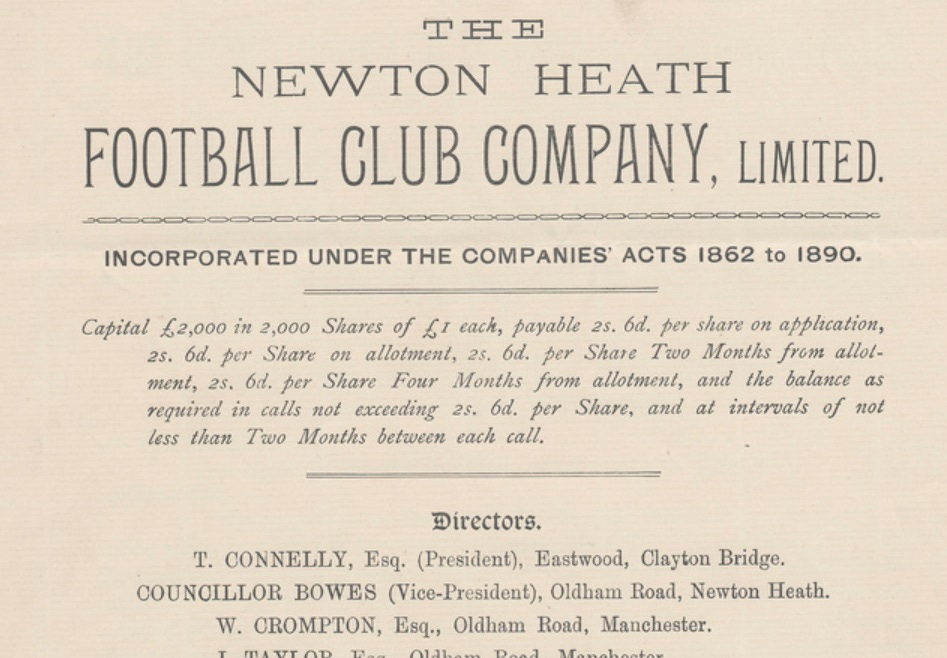 THE
NEWTON HEATH
FOOTBALL CLUB COMPANY, LIMITED.
INCORPORATED UNDER THE COMPANIES' ACTS 1862 to 1890.
Capital £2,000 in 2,000 Shares of £1 each, payable 2s. 6d. per share on application,
2s. 6d. per Share on allotment, 2s. 6d. per Share Two Months from allot-
ment, 2s. 6d. per Share Four Months from allotment, and the balance as
required in calls not exceeding 2s. 6d. per Share, and at intervals of not
less than Two Months between each call.
Directors.
T. CONNELLY, Esq. (President), Eastwood, Clayton Bridge.
COUNCILLOR BOWES (Vice-President), Oldham Road, Newton Heath.
W. CROMPTON, Esq., Oldham Road, Manchester.
TAYLOR, Esq., Oldham Road, Manchester